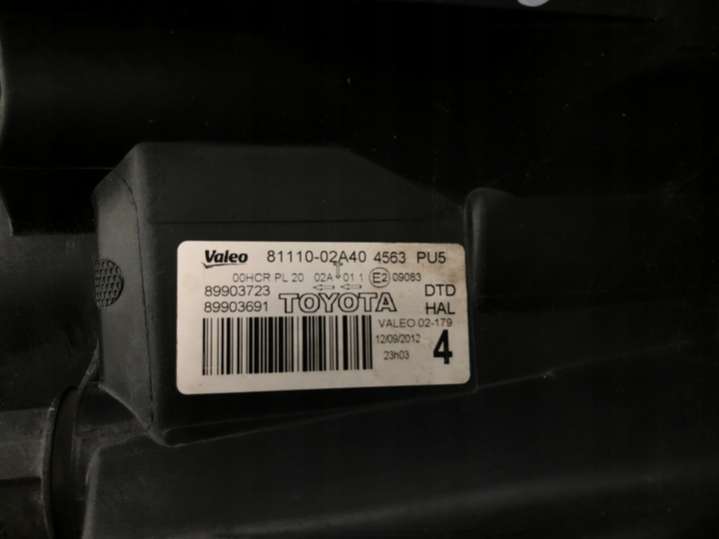 Valeo 81110-02A40 4563 PU5
00HCR PL 20 02A 01 1 E2 09083
89903723 TOYOTA DTD
89903691 HAL
VALEO 02-179
12/09/2012 4
23h03